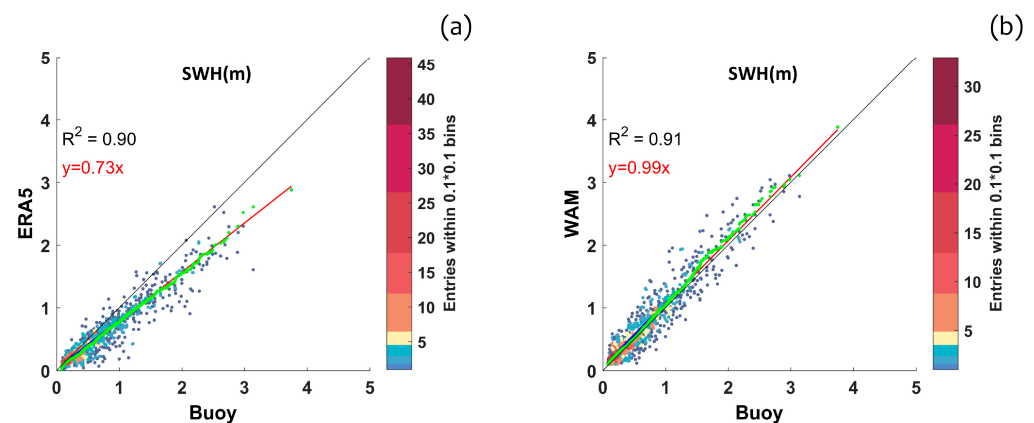 (a)
SWH(m)
R² = 0.90
y=0.73x
ERA5
5
4
3
2
1
0
0
1
2
3
4
5
Buoy
45
40
35
30
25
20
15
10
5
Entries within 0.1*0.1 bins
(b)
SWH(m)
R² = 0.91
y=0.99x
WAM
5
4
3
2
1
0
0
1
2
3
4
5
Buoy
30
25
20
15
10
5
Entries within 0.1*0.1 bins